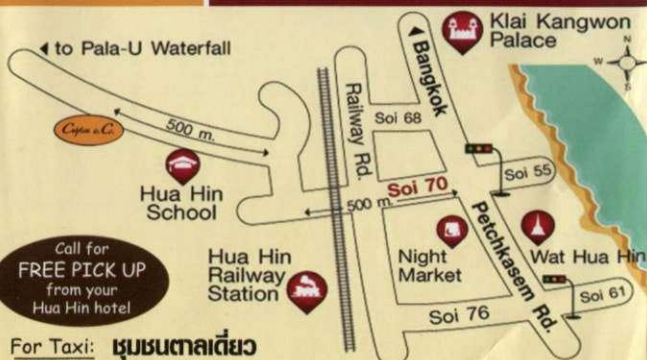 to Pala-U Waterfall
Klai Kangwon
Palace
N
W
S
Bangkok
Railway Rd.
Soi 68
500 m.
Soi 55
Soi 70
500 m.
Hua Hin
School
Petchkasem Rd.
Night
Market
Wat Hua Hin
Call for
FREE PICK UP
from your
Hua Hin hotel
Hua Hin
Railway
Station
Soi 61
Soi 76
For Taxi: ชุมชนตาลเดี่ยว